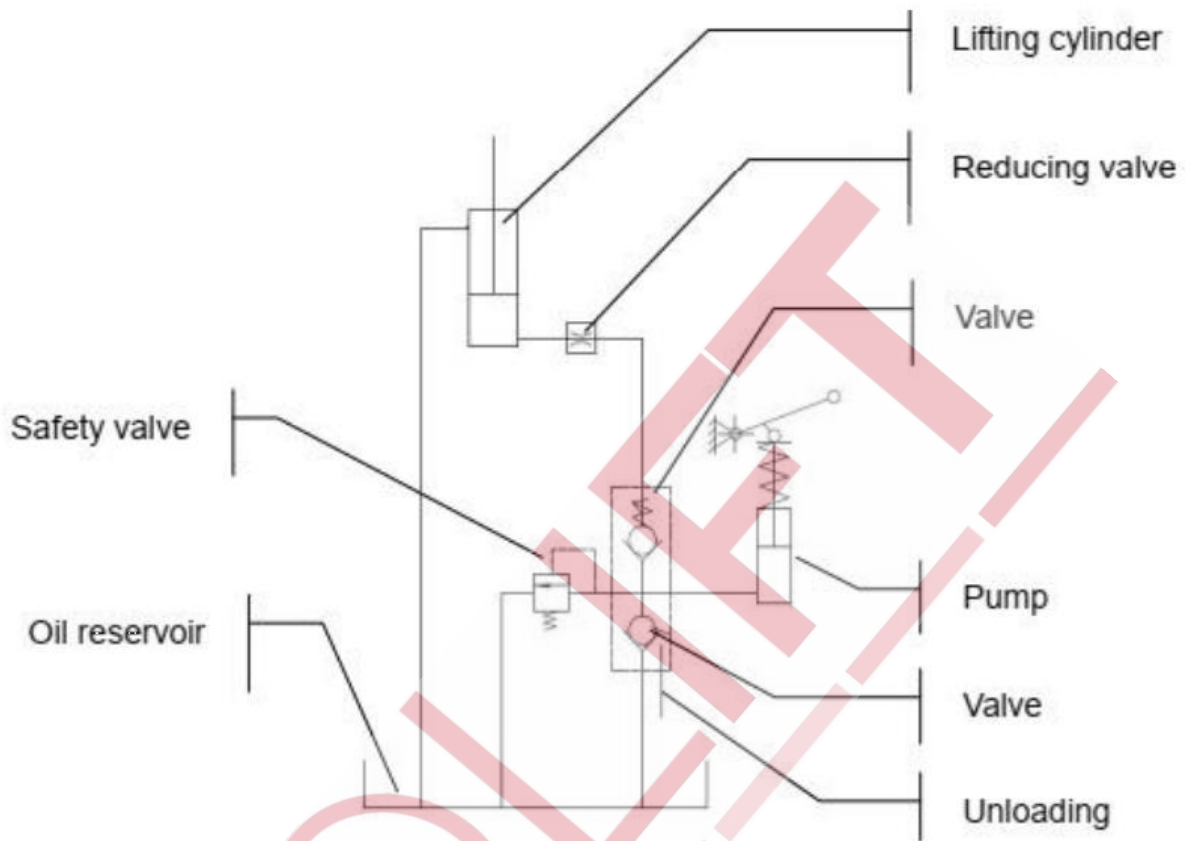 Lifting cylinder
Reducing valve
Valve
Safety valve
Oil reservoir
Pump
Valve
Unloading